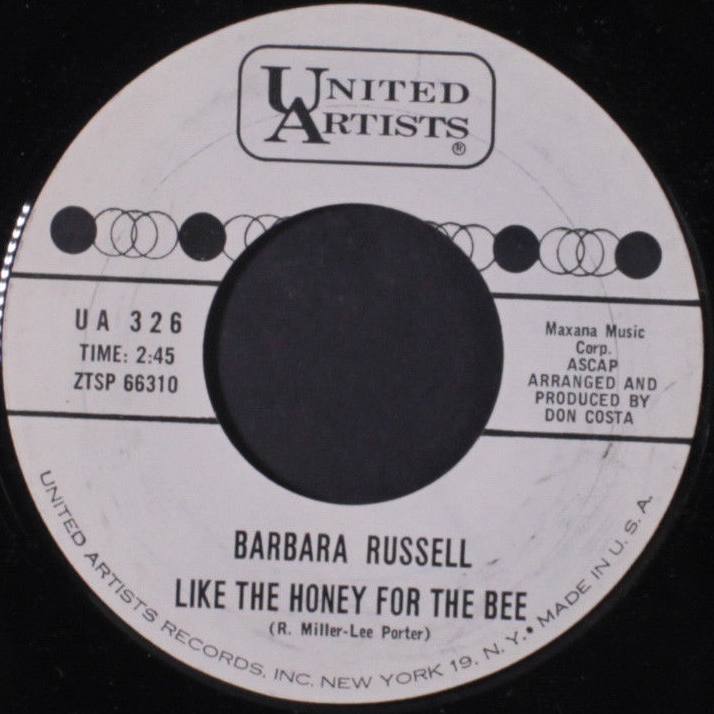 UNITED
ARTISTS
®
UA 326
TIME: 2:45
ZTSP 66310
Maxana Music
Corp.
ASCAP
ARRANGED AND
PRODUCED BY
DON COSTA
BARBARA RUSSELL
LIKE THE HONEY FOR THE BEE
(R. Miller-Lee Porter)
UNITED ARTISTS RECORDS, INC. NEW YORK 19, N.Y.• MADE IN U.S.A.